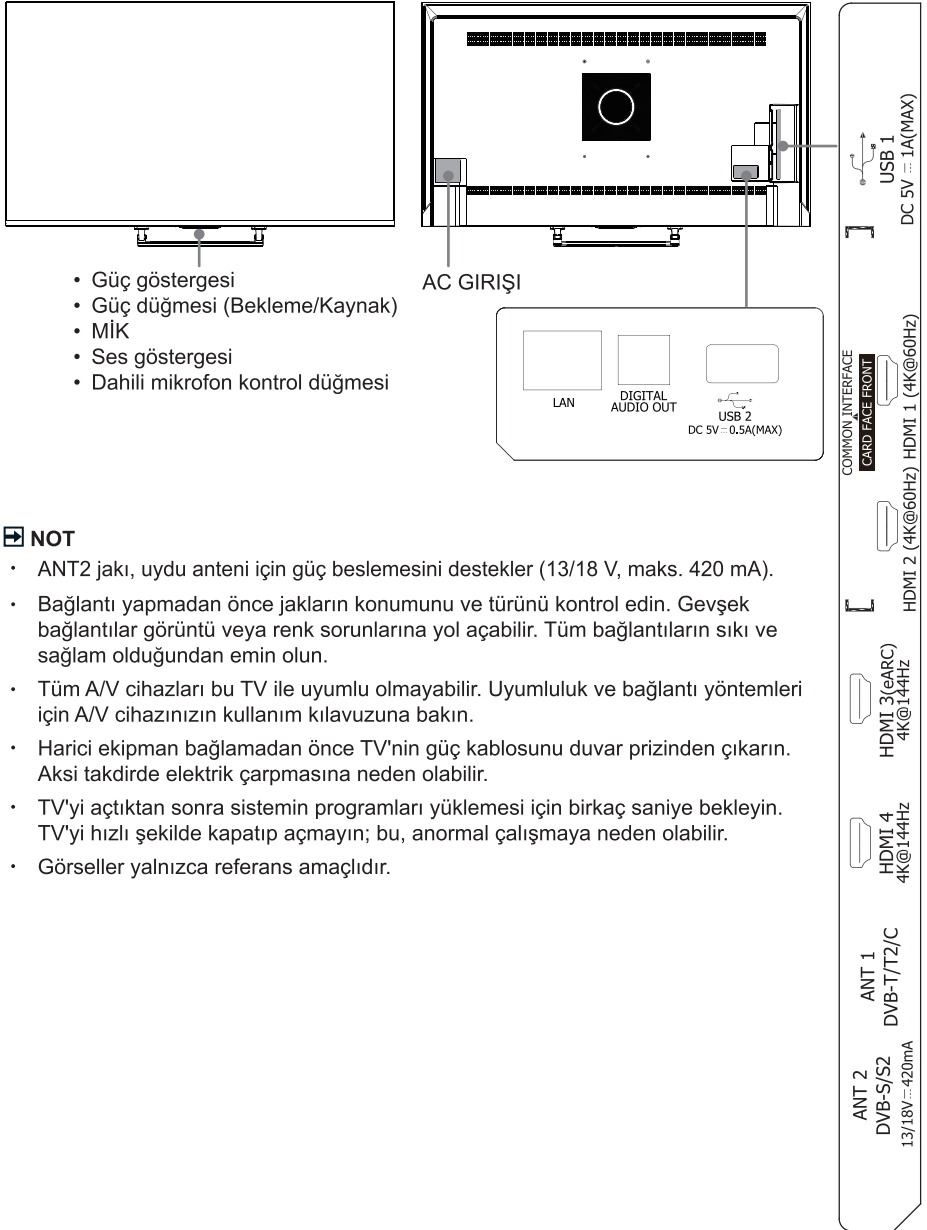 • Güç göstergesi
• Güç düğmesi (Bekleme/Kaynak)
• MİK
• Ses göstergesi
• Dahili mikrofon kontrol düğmesi
AC GIRIŞI
LAN
DIGITAL
AUDIO OUT
USB 2
DC 5V ⎓ 0.5A(MAX)
NOT
· ANT2 jakı, uydu anteni için güç beslemesini destekler (13/18 V, maks. 420 mA).
· Bağlantı yapmadan önce jakların konumunu ve türünü kontrol edin. Gevşek
bağlantılar görüntü veya renk sorunlarına yol açabilir. Tüm bağlantıların sıkı ve
sağlam olduğundan emin olun.
· Tüm A/V cihazları bu TV ile uyumlu olmayabilir. Uyumluluk ve bağlantı yöntemleri
için A/V cihazınızın kullanım kılavuzuna bakın.
· Harici ekipman bağlamadan önce TV'nin güç kablosunu duvar prizinden çıkarın.
Aksi takdirde elektrik çarpmasına neden olabilir.
· TV'yi açtıktan sonra sistemin programları yüklemesi için birkaç saniye bekleyin.
TV'yi hızlı şekilde kapatıp açmayın; bu, anormal çalışmaya neden olabilir.
· Görseller yalnızca referans amaçlıdır.
USB 1
DC 5V ⎓ 1A(MAX)
COMMON INTERFACE
CARD FACE FRONT
HDMI 1 (4K@60Hz)
HDMI 2 (4K@60Hz)
HDMI 3(eARC)
4K@144Hz
HDMI 4
4K@144Hz
ANT 1
DVB-T/T2/C
ANT 2
DVB-S/S2
13/18V⎓420mA